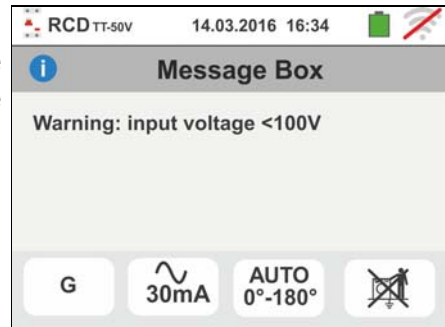 RCD TT-50V 14.03.2016 16:34
Message Box
Warning: input voltage <100V
G
30mA
AUTO
0°-180°